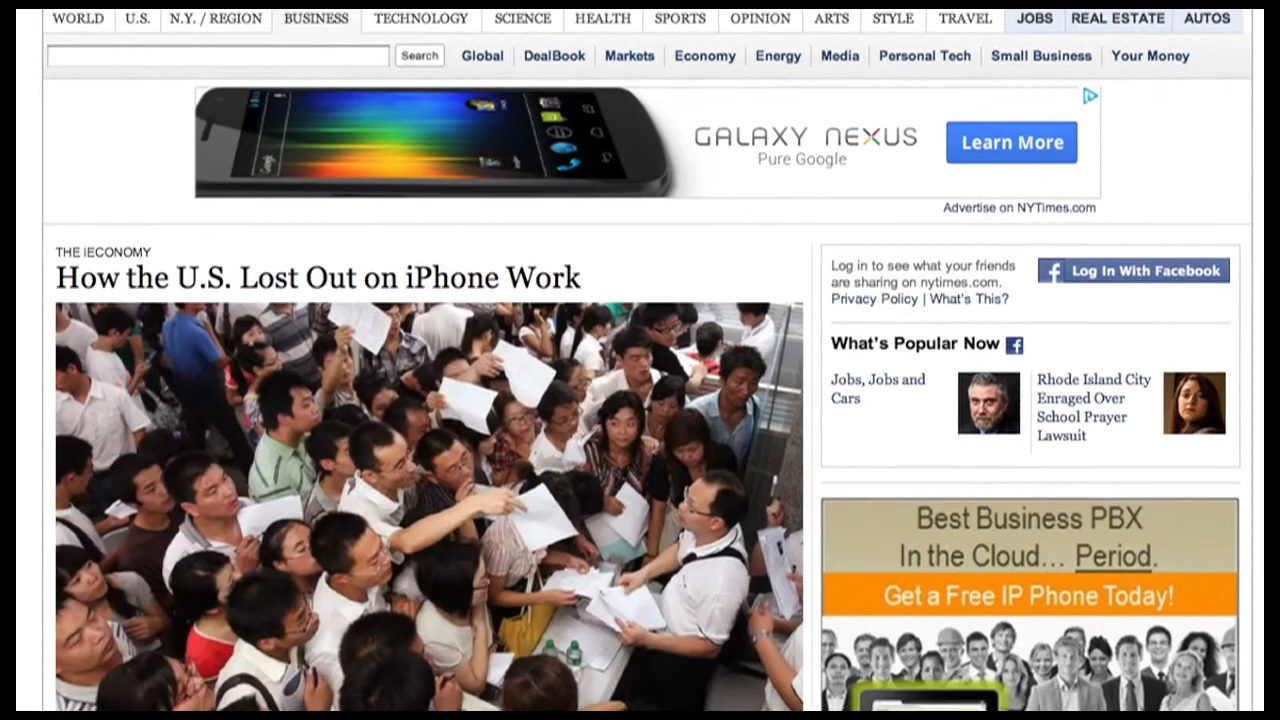 WORLD U.S. N.Y. / REGION BUSINESS TECHNOLOGY SCIENCE HEALTH SPORTS OPINION ARTS STYLE TRAVEL JOBS REAL ESTATE AUTOS
Search Global DealBook Markets Economy Energy Media Personal Tech Small Business Your Money
GALAXY NEXUS
Pure Google
Learn More
Google
Advertise on NYTimes.com
THE iECONOMY
How the U.S. Lost Out on iPhone Work
Log in to see what your friends
are sharing on nytimes.com.
Privacy Policy | What's This?
f Log In With Facebook
What's Popular Now f
Jobs, Jobs and
Cars
Rhode Island City
Enraged Over
School Prayer
Lawsuit
Best Business PBX
In the Cloud... Period.
Get a Free IP Phone Today!